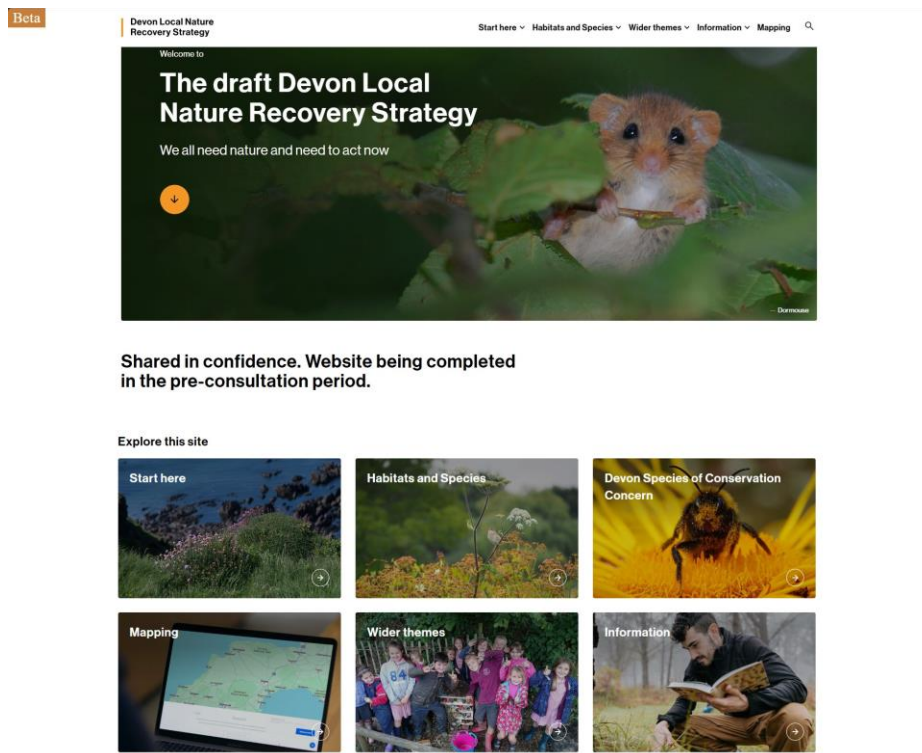 Beta
Devon Local Nature
Recovery Strategy
Start here
Habitats and Species
Wider themes
Information
Mapping
Welcome to
The draft Devon Local
Nature Recovery Strategy
We all need nature and need to act now
— Dormouse
Shared in confidence. Website being completed
in the pre-consultation period.
Explore this site
Start here
Habitats and Species
Devon Species of Conservation
Concern
Mapping
Wider themes
Information